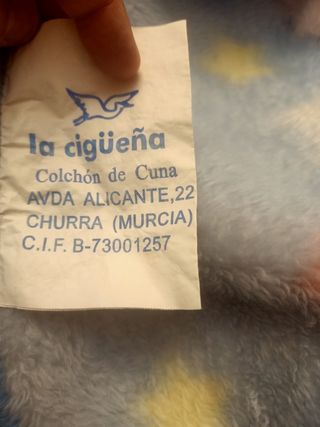 la cigüeña
Colchón de Cuna
AVDA ALICANTE,22
CHURRA (MURCIA)
C.I.F. B-73001257